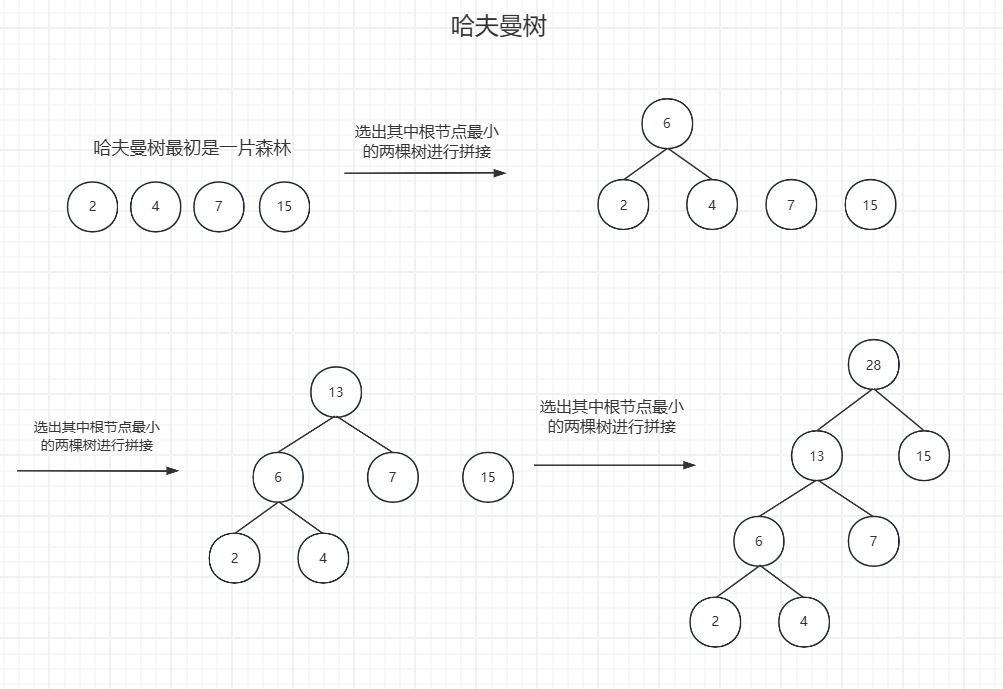 哈夫曼树
哈夫曼树最初是一片森林
2 4 7 15
选出其中根节点最小
的两棵树进行拼接
6
2 4 7 15
选出其中根节点最小
的两棵树进行拼接
13
6 7 15
2 4
选出其中根节点最小
的两棵树进行拼接
28
13 15
6 7
2 4